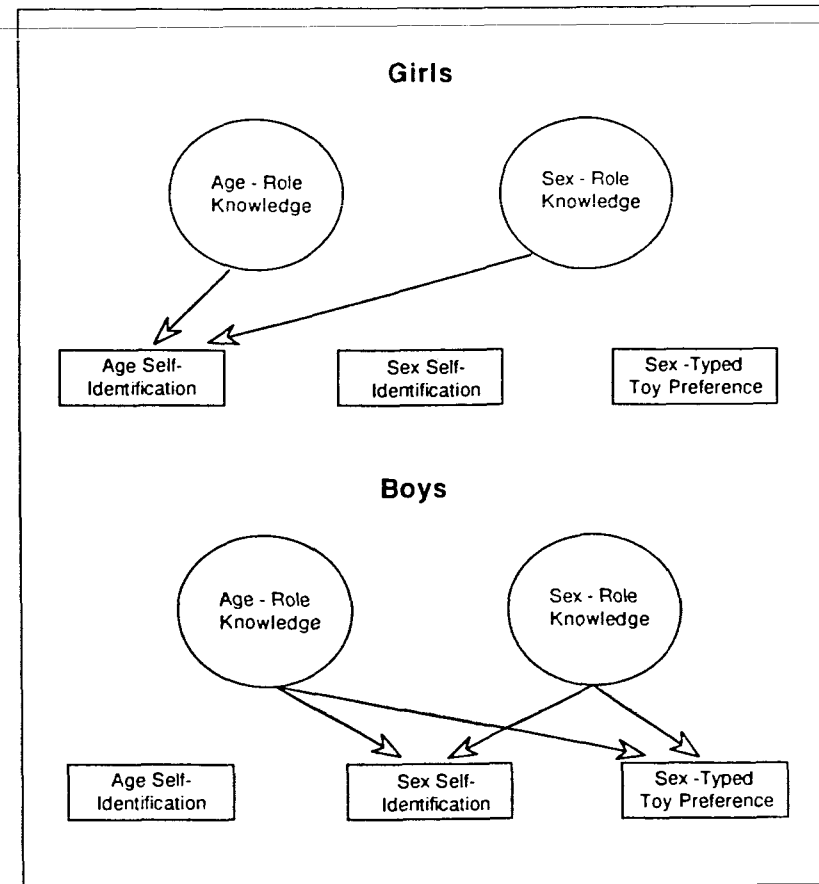 Girls
Age - Role
Knowledge
Sex - Role
Knowledge
Age Self-
Identification
Sex Self-
Identification
Sex -Typed
Toy Preference
Boys
Age - Role
Knowledge
Sex - Role
Knowledge
Age Self-
Identification
Sex Self-
Identification
Sex -Typed
Toy Preference